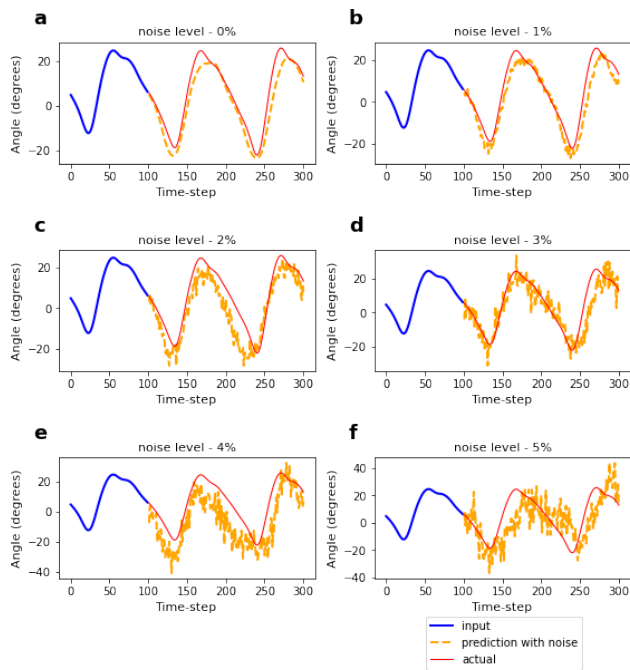 a
noise level - 0%
Angle (degrees)
20
0
−20
0 50 100 150 200 250 300
Time-step
b
noise level - 1%
Angle (degrees)
20
0
−20
0 50 100 150 200 250 300
Time-step
c
noise level - 2%
Angle (degrees)
20
0
−20
0 50 100 150 200 250 300
Time-step
d
noise level - 3%
Angle (degrees)
20
0
−20
0 50 100 150 200 250 300
Time-step
e
noise level - 4%
Angle (degrees)
20
0
−20
−40
0 50 100 150 200 250 300
Time-step
f
noise level - 5%
Angle (degrees)
40
20
0
−20
−40
0 50 100 150 200 250 300
Time-step
input
prediction with noise
actual